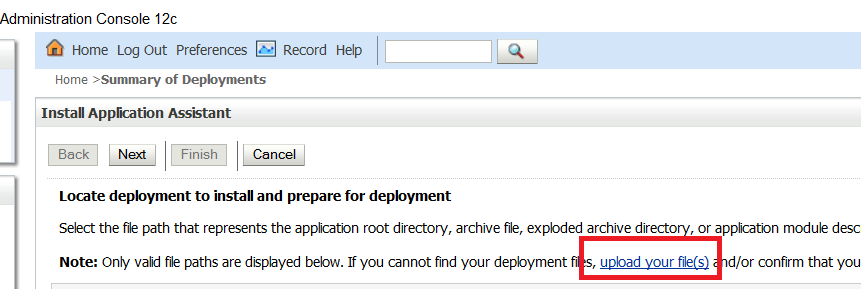 Administration Console 12c
Home Log Out Preferences Record Help
Home >Summary of Deployments
Install Application Assistant
Back Next Finish Cancel
Locate deployment to install and prepare for deployment
Select the file path that represents the application root directory, archive file, exploded archive directory, or application module desc
Note: Only valid file paths are displayed below. If you cannot find your deployment files, upload your file(s) and/or confirm that you